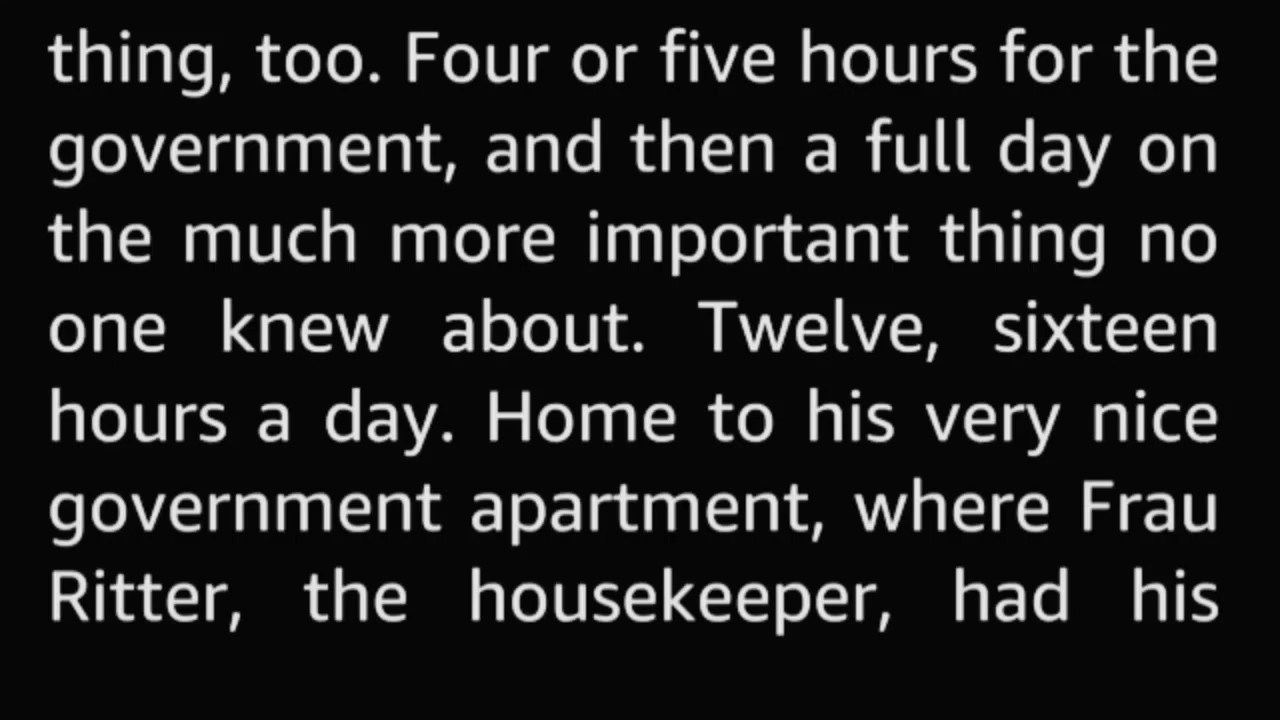 thing, too. Four or five hours for the
government, and then a full day on
the much more important thing no
one knew about. Twelve, sixteen
hours a day. Home to his very nice
government apartment, where Frau
Ritter, the housekeeper, had his